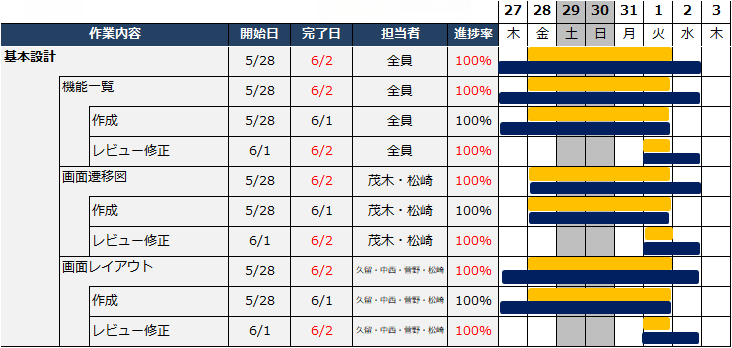 27 28 29 30 31 1 2 3
作業内容 開始日 完了日 担当者 進捗率 木 金 土 日 月 火 水 木
基本設計 5/28 6/2 全員 100%
機能一覧 5/28 6/2 全員 100%
作成 5/28 6/1 全員 100%
レビュー修正 6/1 6/2 全員 100%
画面遷移図 5/28 6/2 茂木・松崎 100%
作成 5/28 6/1 茂木・松崎 100%
レビュー修正 6/1 6/2 茂木・松崎 100%
画面レイアウト 5/28 6/2 久留・中西・菅野・松崎 100%
作成 5/28 6/1 久留・中西・菅野・松崎 100%
レビュー修正 6/1 6/2 久留・中西・菅野・松崎 100%